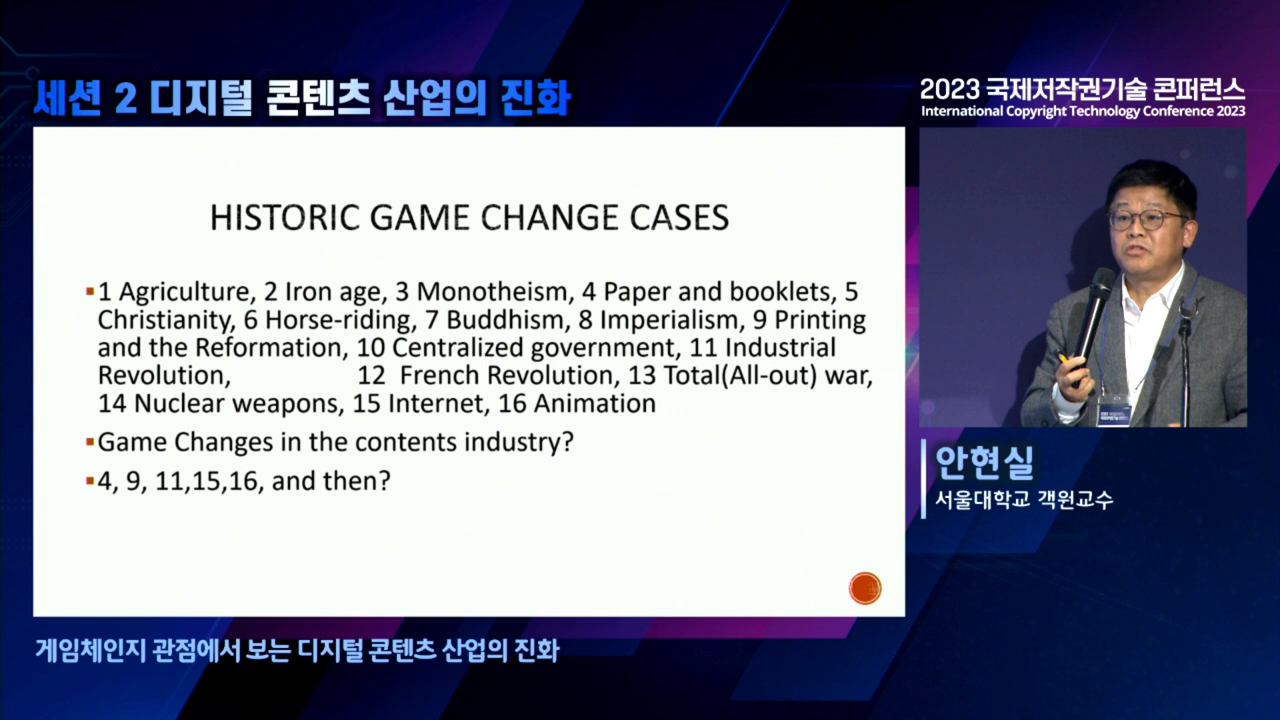 세션 2 디지털 콘텐츠 산업의 진화
2023 국제저작권기술 콘퍼런스
International Copyright Technology Conference 2023
HISTORIC GAME CHANGE CASES
▪1 Agriculture, 2 Iron age, 3 Monotheism, 4 Paper and booklets, 5
Christianity, 6 Horse-riding, 7 Buddhism, 8 Imperialism, 9 Printing
and the Reformation, 10 Centralized government, 11 Industrial
Revolution, 12 French Revolution, 13 Total(All-out) war,
14 Nuclear weapons, 15 Internet, 16 Animation
▪Game Changes in the contents industry?
▪4, 9, 11,15,16, and then?
안현실
서울대학교 객원교수
게임체인지 관점에서 보는 디지털 콘텐츠 산업의 진화